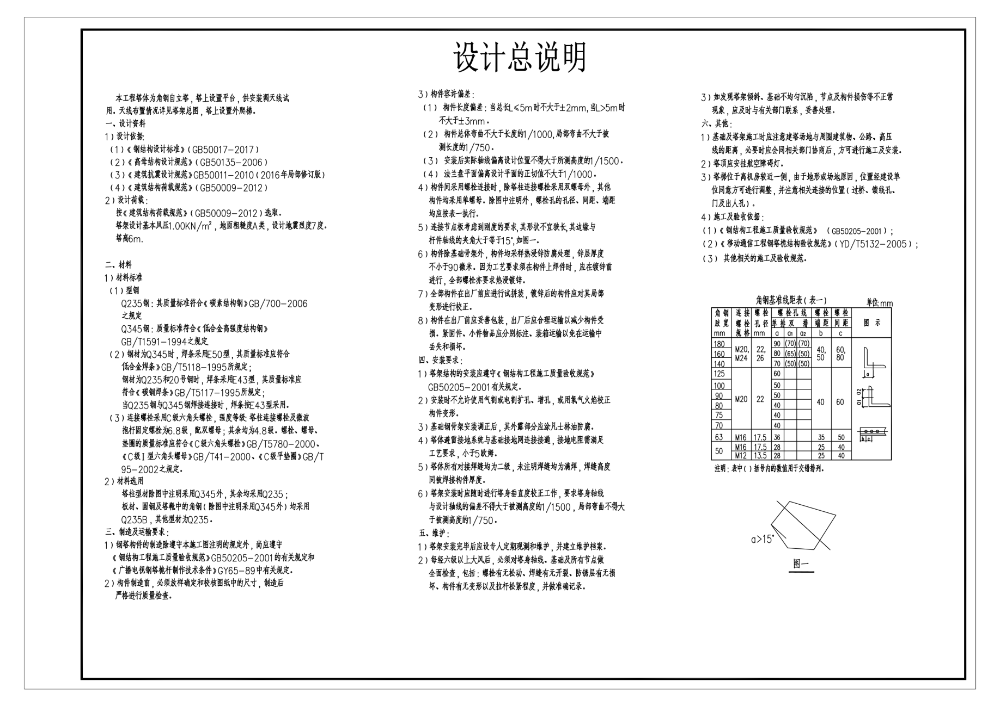 设计总说明
本工程塔体为角钢自立塔，塔上设置平台，供安装调天线试
用。天线布置情况详见塔架总图，塔上设置外爬梯。
一、设计资料
1）设计依据:
（1）《钢结构设计标准》（GB50017-2017）
（2）《高耸结构设计规范》（GB50135-2006）
（3）《建筑抗震设计规范》GB50011-2010（2016年局部修订版）
（4）《建筑结构荷载规范》（GB50009-2012）
2）设计荷载：
按《建筑结构荷载规范》（GB50009-2012）选取。
塔架设计基本风压1.00KN/m²，地面粗糙度A类，设计地震烈度7度。
塔高6m.
二、材料
1）材料标准
（1）型钢
Q235钢：其质量标准符合《碳素结构钢》GB/700-2006
之规定
Q345钢：质量标准符合《低合金高强度结构钢》
GB/T1591-1994之规定.
（2）钢材为Q345时，焊条采用E50型，其质量标准应符合
低合金焊条》GB/T5118-1995所规定；
钢材为Q235和20号钢时，焊条采用E43型，其质量标准应
符合《碳钢焊条》GB/T5117-1995所规定；
当Q235钢与Q345钢焊接连接时，焊条按E43型采用。
（3）连接螺栓采用C级六角头螺栓，强度等级: 塔柱连接螺栓及微波
抱杆固定螺栓为6.8级，配双螺母；其余均为4.8级。螺栓、螺母、
垫圈的质量标准应符合《C级六角头螺栓》GB/T5780-2000、
《C级I型六角头螺母》GB/T41-2000、《C级平垫圈》GB/T
95-2002之规定。
2）材料选用
塔柱型材除图中注明采用Q345外，其余均采用Q235；
板材、圆钢及塔靴中的角钢（除图中注明采用Q345外）均采用
Q235B，其他型材为Q235。
三、制造及运输要求：
1）钢塔构件的制造除遵守本施工图注明的规定外，尚应遵守
《钢结构工程施工质量验收规范》GB50205-2001的有关规定和
《广播电视钢塔桅杆制作技术条件》GY65-89中有关规定。
2）构件制造前，必须放样确定和校核图纸中的尺寸，制造后
严格进行质量检查。
3）构件容许偏差：
（1） 构件长度偏差：当总长L≤5m时不大于±2mm,当L>5m时
不大于±3mm。
（2） 构件总体弯曲不大于长度的1/1000,局部弯曲不大于被
测长度的1/750。
（3） 安装后实际轴线偏离设计位置不得大于所测高度的1/1500。
（4） 法兰盘平面偏离设计平面的正切值不大于1/1000。
4）构件间采用螺栓连接时，除塔柱连接螺栓采用双螺母外，其他
构件均采用单螺母。除图中注明外，螺栓孔的孔径、间距、端距
均应按表一执行。
5）连接节点板考虑到刚度的要求,其形状不宜狭长,其边缘与
杆件轴线的夹角大于等于15°,如图一。
6）构件除基础骨架外，构件均采样热浸锌防腐处理，锌层厚度
不小于90微米。因为工艺要求须在构件上焊件时，应在镀锌前
进行，全部螺栓亦要求热浸镀锌。
7）全部构件在出厂前应进行试拼装，镀锌后的构件应对其局部
变形进行校正。
8）构件在出厂前应妥善包装，出厂后应合理运输以减少构件受
损。紧固件、小件物品应分别标注、装箱运输以免在运输中
丢失和损坏。
四、安装要求：
1）塔架结构的安装应遵守《钢结构工程施工质量验收规范》
GB50205-2001有关规定。
2）安装时不允许使用气割或电割扩孔、增孔，或用氧气火焰校正
构件变形。
3）基础钢骨架安装调正后，其外露部分应涂凡士林油防腐。
4）塔体避雷接地系统与基础接地网连接接通，接地电阻需满足
工艺要求，小于5欧姆。
5）塔体所有对接焊缝均为二级，未注明焊缝均为满焊，焊缝高度
同被焊接构件厚度。
6）塔架安装时应随时进行塔身垂直度校正工作，要求塔身轴线
与设计轴线的偏差不得大于被测高度的1/1500，局部弯曲不得大
于被测高度的1/750。
五、维护：
1）塔架安装完毕后应设专人定期观测和维护，并建立维护档案。
2）每经六级以上大风后，必须对塔身轴线、基础及所有节点做
全面检查，包括：螺栓有无松动、焊缝有无开裂、防锈层有无损
坏、构件有无变形以及拉杆松紧程度，并做准确记录。
3）如发现塔架倾斜、基础不均匀沉陷，节点及构件损伤等不正常
现象，应及时与有关部门联系，妥善处理。
六、其他：
1）基础及塔架施工时应注意建塔场地与周围建筑物、公路、高压
线的距离，必要时应会同相关部门协商后，方可进行施工及安装。
2）塔顶应安挂航空障碍灯。
3）塔梯位于离机房较近一侧，由于地形或场地原因，位置经建设单
位同意方可进行调整，并注意相关连接的位置（过桥、馈线孔、
门及出人孔）。
4）施工及验收依据：
（1）《钢结构工程施工质量验收规范》 （GB50205-2001）；
（2）《移动通信工程钢塔桅结构验收规范》（YD/T5132-2005）；
（3） 其他相关的施工及验收规范。
角钢基准线距表（表一） 单位:mm
角钢 连接 螺栓 螺栓孔线 螺栓 螺栓
肢宽 螺栓 孔径 单排 双 排 端距 间距 图 示
mm 规格 mm a a1 a2 b c
180 90 (70) (70)
160 M20, 22, 80 (65) (50) 40, 60,
140 M24 26 70 (50) (50) 50 80
125 60
100 50
90 50
80 M20 22 40 40 60
75 40
70 40
63 M16 17.5 36 35 50
50 M16 17.5 28 25 40
M12 13.5 28 25 40
a
a2
a1
b c
注明：表中（）括号内的数值用于交错排列。
a>15°
图一